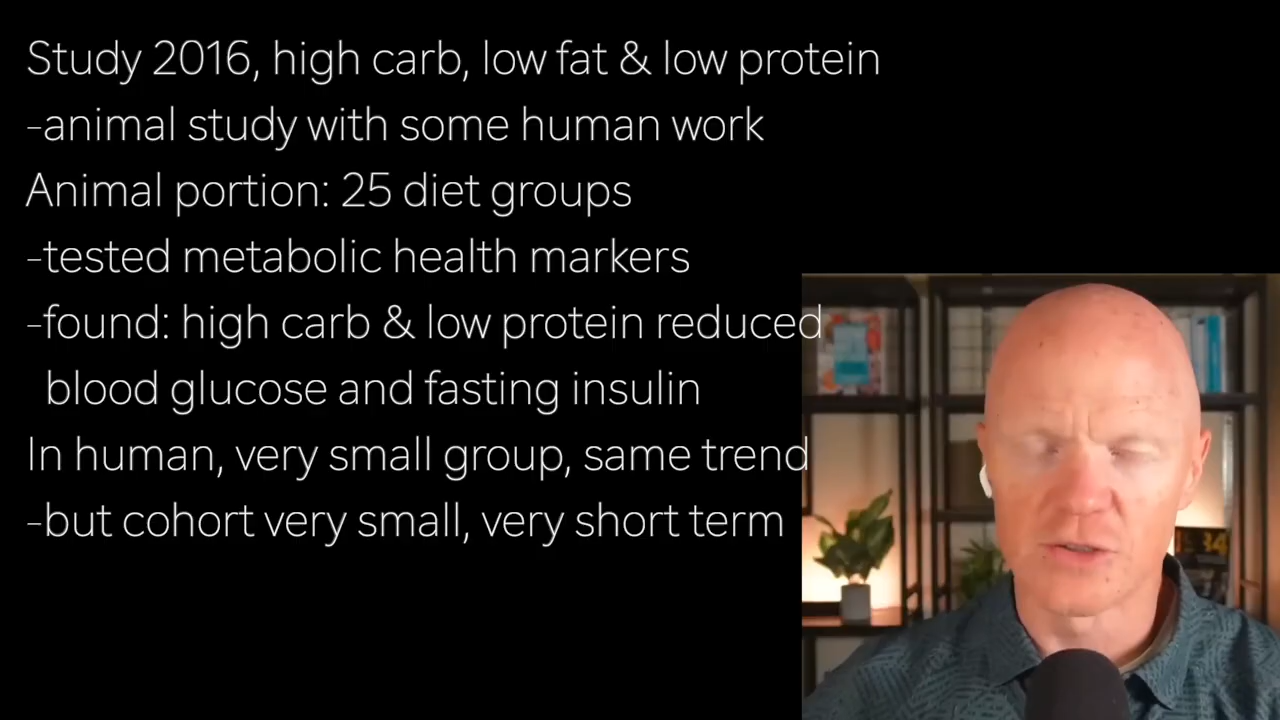 Study 2016, high carb, low fat & low protein
-animal study with some human work
Animal portion: 25 diet groups
-tested metabolic health markers
-found: high carb & low protein reduced
blood glucose and fasting insulin
In human, very small group, same trend
-but cohort very small, very short term